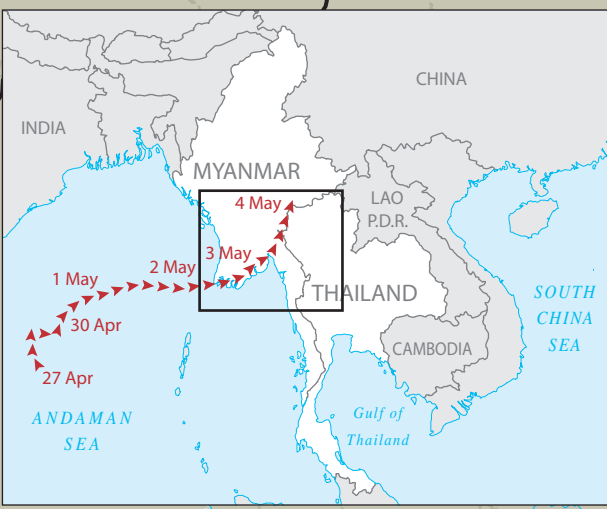 CHINA
INDIA
MYANMAR
LAO
P.D.R.
4 May
3 May
2 May
1 May
30 Apr
27 Apr
THAILAND
CAMBODIA
SOUTH
CHINA
SEA
ANDAMAN
SEA
Gulf of
Thailand